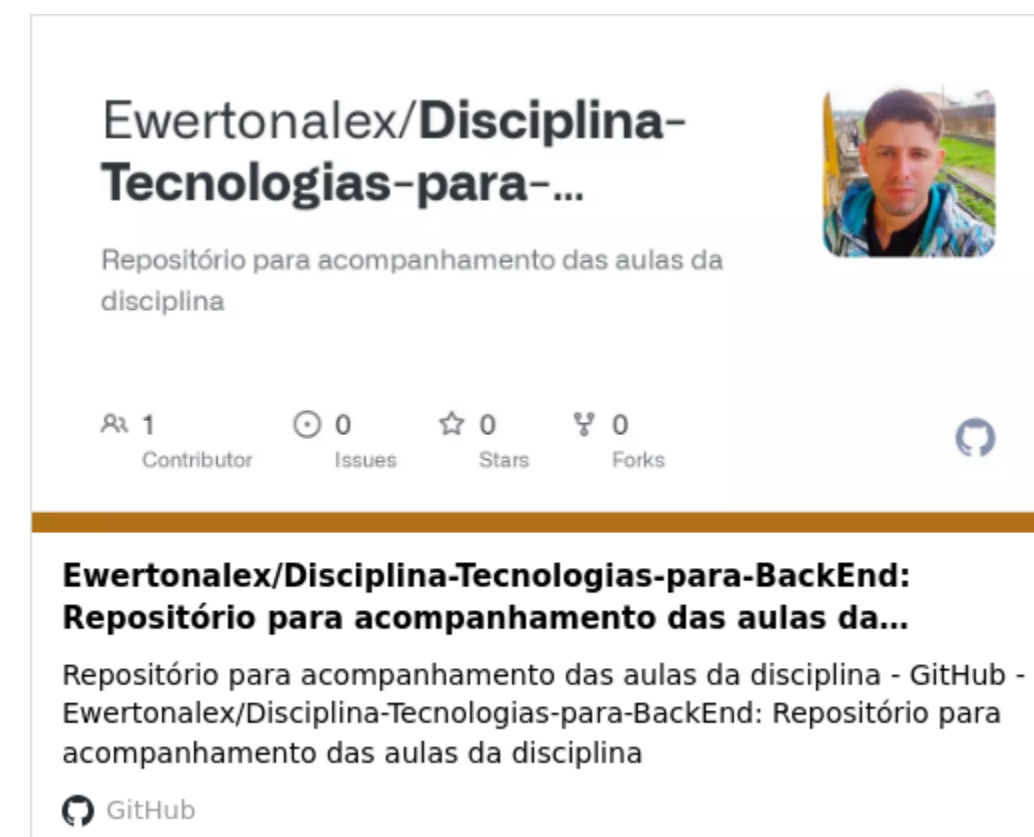 Ewertonalex/Disciplina-
Tecnologias-para-...
Repositório para acompanhamento das aulas da
disciplina
1 0 0 0
Contributor Issues Stars Forks
Ewertonalex/Disciplina-Tecnologias-para-BackEnd:
Repositório para acompanhamento das aulas da...
Repositório para acompanhamento das aulas da disciplina - GitHub -
Ewertonalex/Disciplina-Tecnologias-para-BackEnd: Repositório para
acompanhamento das aulas da disciplina
GitHub